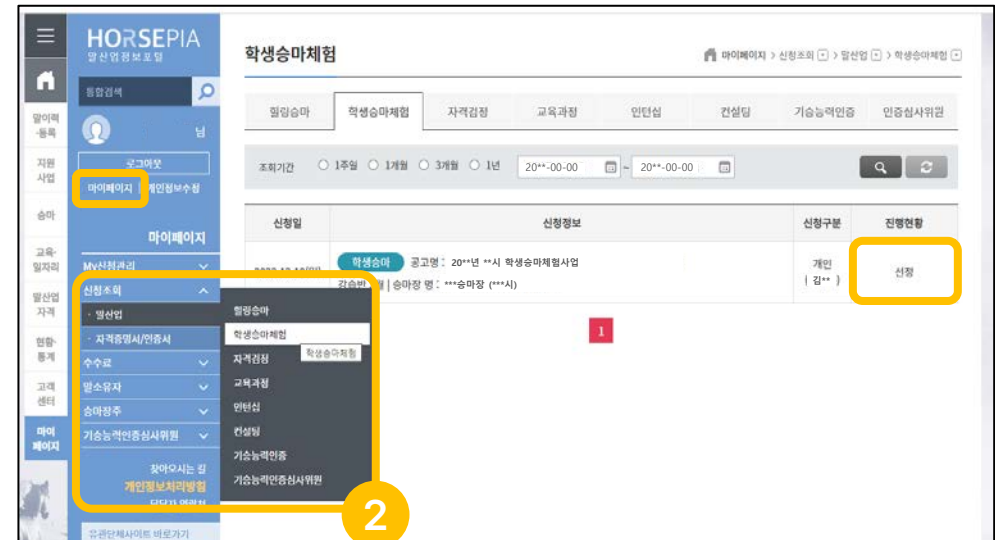 HORSEPIA
말산업정보포털
통합검색
님
로그아웃
마이페이지 | 개인정보수정
말이력
·등록
지원
사업
승마
교육·
일자리
말산업
자격
현황·
통계
고객
센터
마이
페이지
마이페이지
MY신청관리
신청조회
· 말산업
· 자격증명서/인증서
수수료
말소유자
승마장주
기승능력인증심사위원
찾아오시는 길
개인정보처리방침
유관단체사이트 바로가기
힐링승마
학생승마체험
학생승마체험
자격검정
교육과정
인턴십
컨설팅
기승능력인증
기승능력인증심사위원
2
학생승마체험
마이페이지 > 신청조회 > 말산업 > 학생승마체험
힐링승마 학생승마체험 자격검정 교육과정 인턴십 컨설팅 기승능력인증 인증심사위원
조회기간 1주일 1개월 3개월 1년 20**-00-00 ~ 20**-00-00
신청일 신청정보 신청구분 진행현황
학생승마 공고명 : 20**년 **시 학생승마체험사업
강습반 | 승마장 명 : ***승마장 (***시)
개인
( 김** )
선정
1